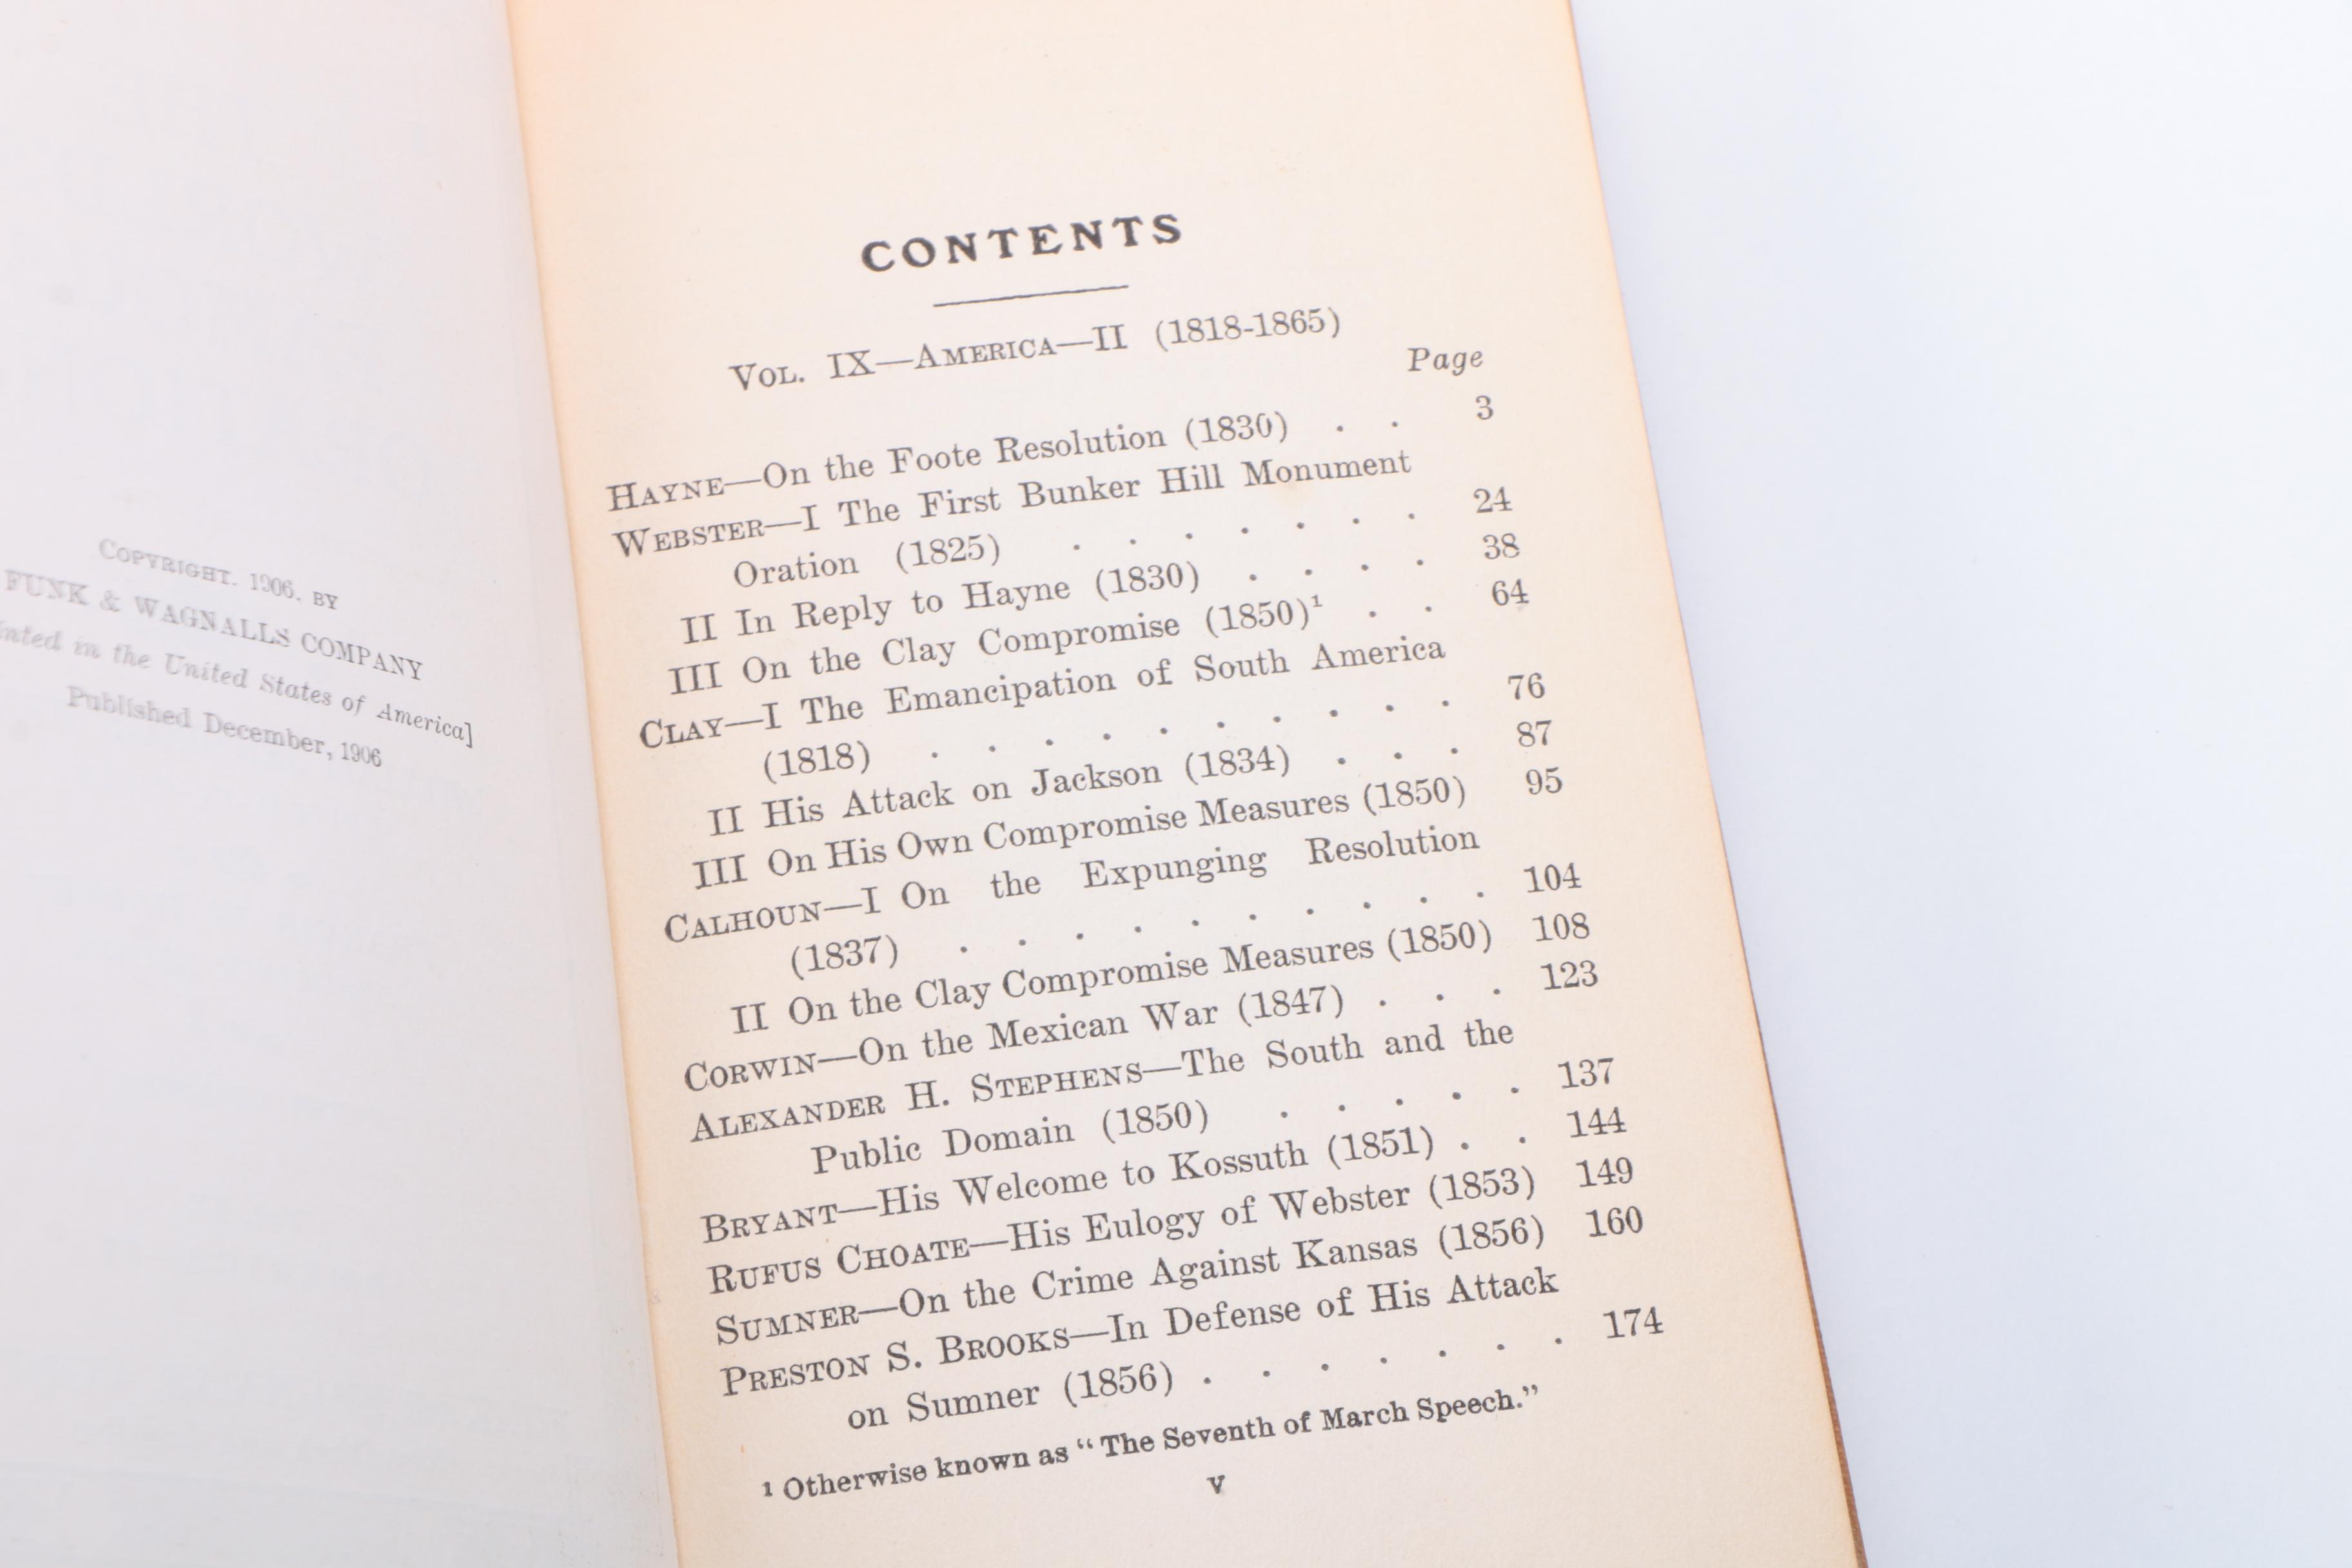 COPYRIGHT. 1906, BY
FUNK & WAGNALLS COMPANY
in the United States of America]
Published December, 1906
CONTENTS
VOL. IX—AMERICA—II (1818-1865)
Page
HAYNE—On the Foote Resolution (1830) . . 3
WEBSTER—I The First Bunker Hill Monument
Oration (1825) . . . . . . . 24
II In Reply to Hayne (1830) . . . . 38
III On the Clay Compromise (1850)¹ . . 64
CLAY—I The Emancipation of South America
(1818) . . . . . . . . . . 76
II His Attack on Jackson (1834) . . . 87
III On His Own Compromise Measures (1850) 95
CALHOUN—I On the Expunging Resolution
(1837) . . . . . . . . . . 104
II On the Clay Compromise Measures (1850) 108
CORWIN—On the Mexican War (1847) . . . 123
ALEXANDER H. STEPHENS—The South and the
Public Domain (1850) . . . . . 137
BRYANT—His Welcome to Kossuth (1851) . . 144
RUFUS CHOATE—His Eulogy of Webster (1853) 149
SUMNER—On the Crime Against Kansas (1856) 160
PRESTON S. BROOKS—In Defense of His Attack
on Sumner (1856) . . . . . . . 174
¹ Otherwise known as "The Seventh of March Speech."
v